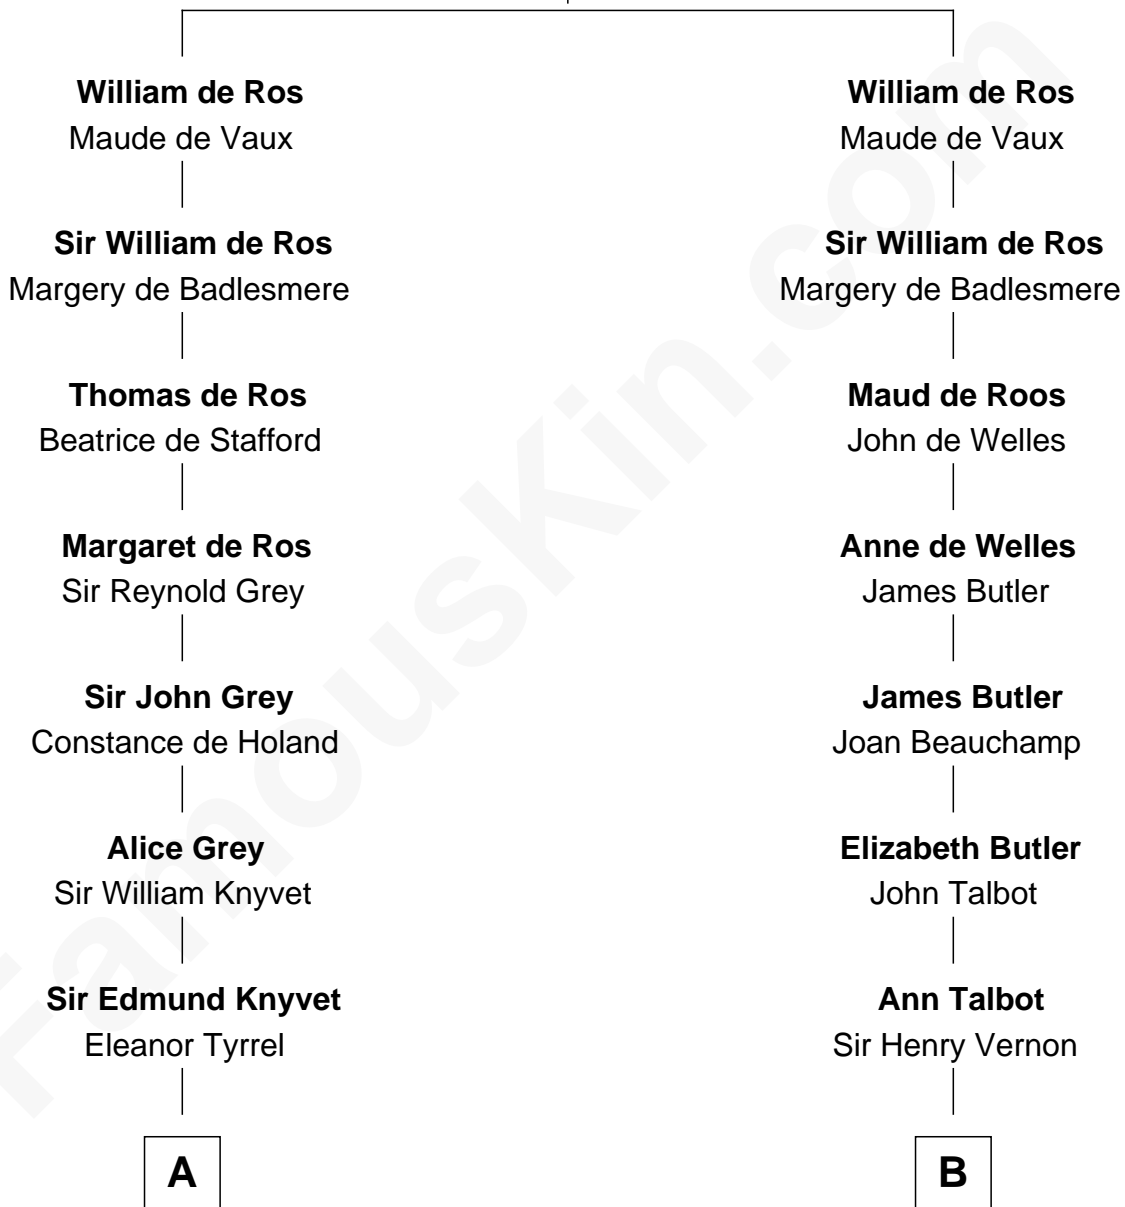 William de Ros
Maude de Vaux
Sir William de Ros
Margery de Badlesmere
Thomas de Ros
Beatrice de Stafford
Margaret de Ros
Sir Reynold Grey
Sir John Grey
Constance de Holand
Alice Grey
Sir William Knyvet
Sir Edmund Knyvet
Eleanor Tyrrel
A
William de Ros
Maude de Vaux
Sir William de Ros
Margery de Badlesmere
Maud de Roos
John de Welles
Anne de Welles
James Butler
James Butler
Joan Beauchamp
Elizabeth Butler
John Talbot
Ann Talbot
Sir Henry Vernon
B
FamousKin.com